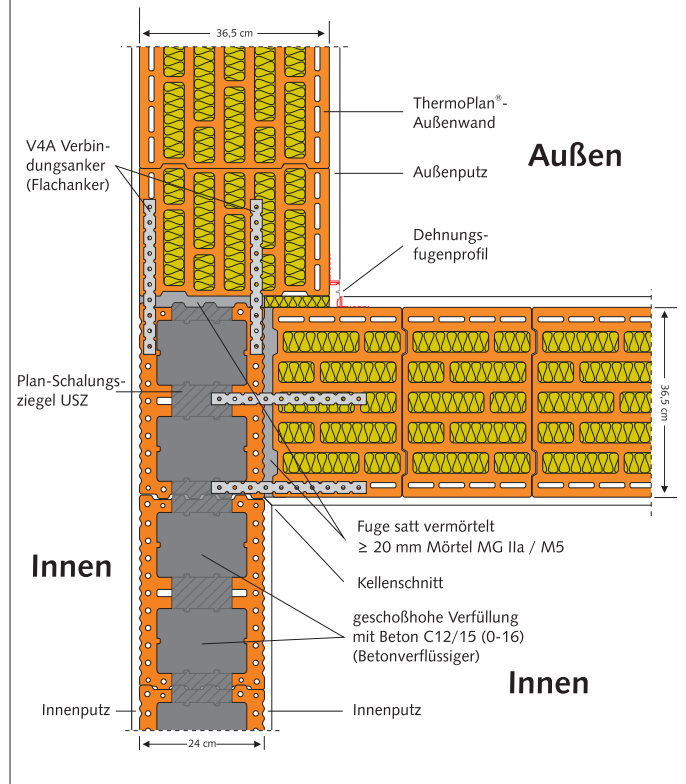 36,5 cm
ThermoPlan®-
Außenwand
Außen
V4A Verbin-
dungsanker
(Flachanker)
Außenputz
Dehnungs-
fugenprofil
Plan-Schalungs-
ziegel USZ
36,5 cm
Fuge satt vermörtelt
≥ 20 mm Mörtel MG IIa / M5
Innen
Kellenschnitt
geschoßhohe Verfüllung
mit Beton C12/15 (0-16)
(Betonverflüssiger)
Innen
Innenputz
Innenputz
24 cm